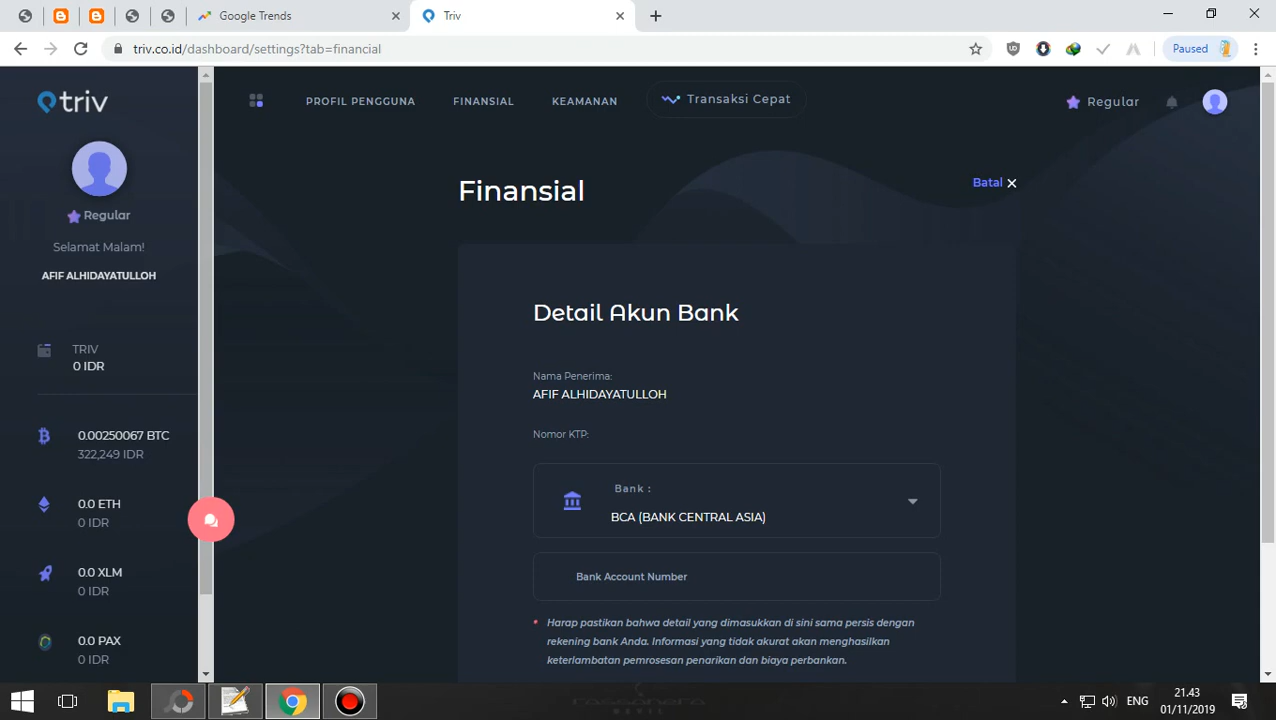 Google Trends
Triv
triv.co.id/dashboard/settings?tab=financial
UD
Paused
triv
PROFIL PENGGUNA
FINANSIAL
KEAMANAN
Transaksi Cepat
Regular
Regular
Selamat Malam!
AFIF ALHIDAYATULLOH
TRIV
0 IDR
0.00250067 BTC
322,249 IDR
0.0 ETH
0 IDR
0.0 XLM
0 IDR
0.0 PAX
0 IDR
Finansial
Batal
Detail Akun Bank
Nama Penerima:
AFIF ALHIDAYATULLOH
Nomor KTP:
Bank :
BCA (BANK CENTRAL ASIA)
Bank Account Number
* Harap pastikan bahwa detail yang dimasukkan di sini sama persis dengan
rekening bank Anda. Informasi yang tidak akurat akan menghasilkan
keterlambatan pemrosesan penarikan dan biaya perbankan.
ENG
21.43
01/11/2019